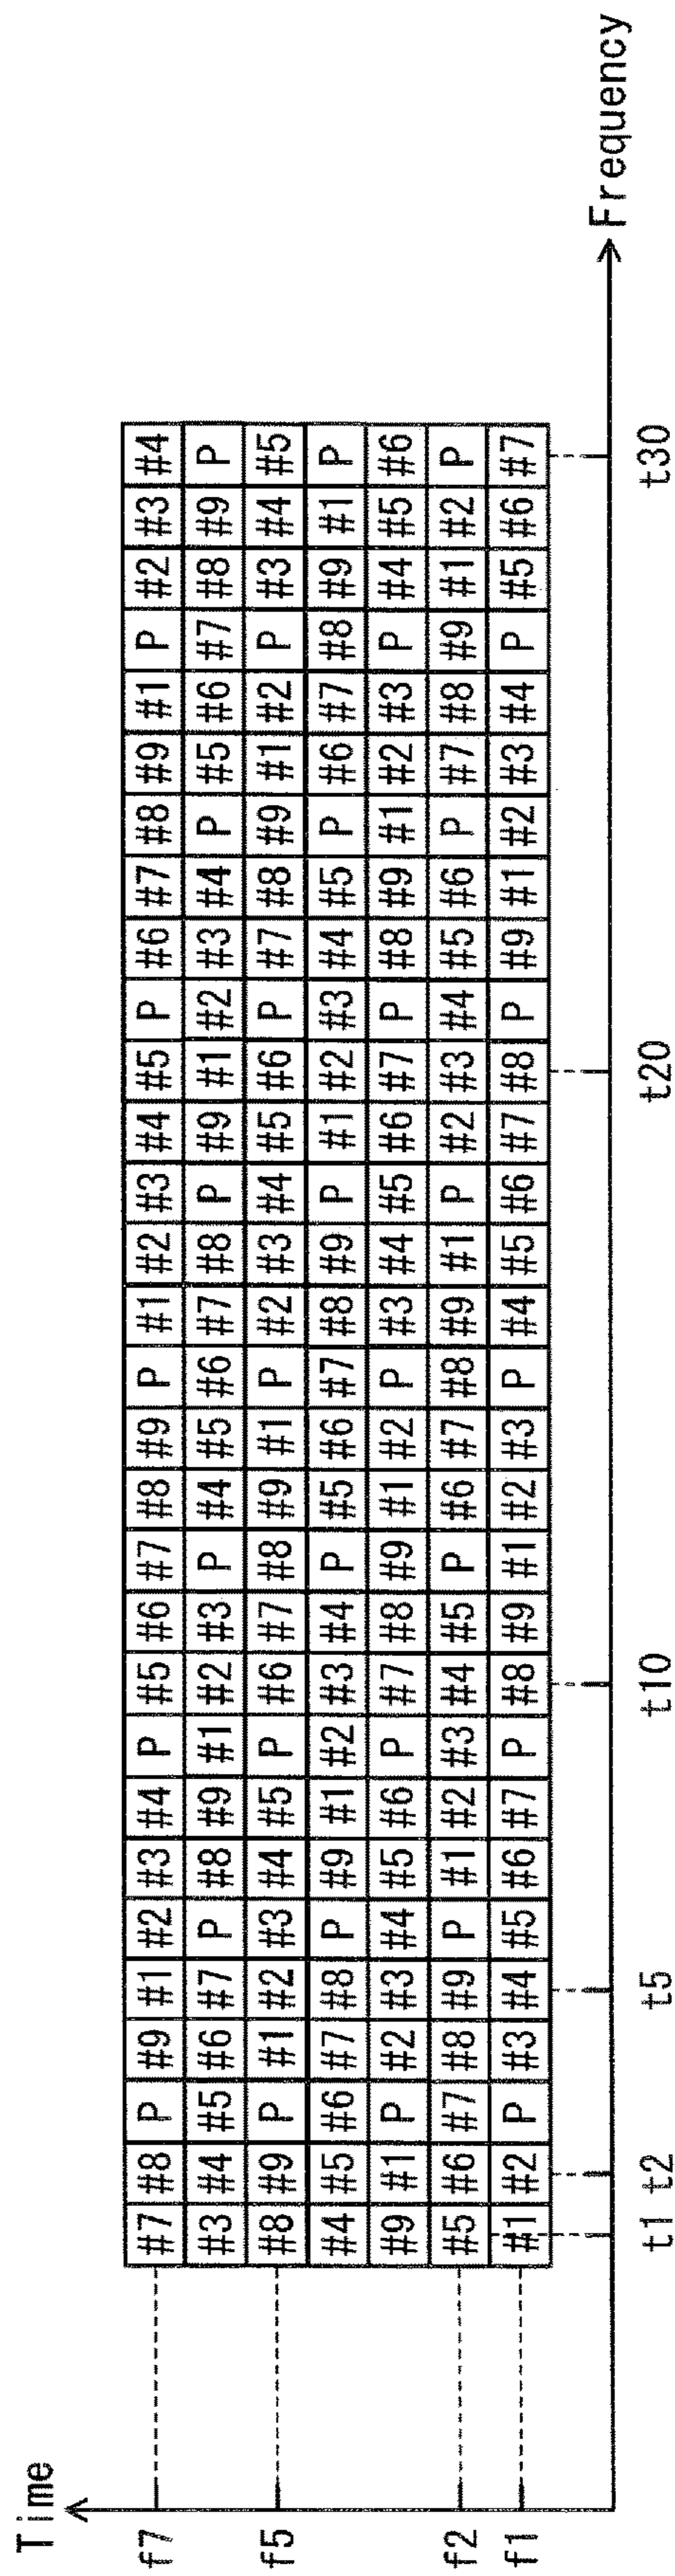 Time
f7 #7 #8 P #9 #1 #2 #3 #4 P #5 #6 #7 #8 #9 P #1 #2 #3 #4 #5 P #6 #7 #8 #9 #1 P #2 #3 #4
#3 #4 #5 #6 #7 P #8 #9 #1 #2 #3 P #4 #5 #6 #7 #8 P #9 #1 #2 #3 #4 P #5 #6 #7 #8 #9 P
f5 #8 #9 P #1 #2 #3 #4 #5 P #6 #7 #8 #9 #1 P #2 #3 #4 #5 #6 P #7 #8 #9 #1 #2 P #3 #4 #5
#4 #5 #6 #7 #8 P #9 #1 #2 #3 #4 P #5 #6 #7 #8 #9 P #1 #2 #3 #4 #5 P #6 #7 #8 #9 #1 P
#9 #1 P #2 #3 #4 #5 #6 P #7 #8 #9 #1 #2 P #3 #4 #5 #6 #7 P #8 #9 #1 #2 #3 P #4 #5 #6
f2 #5 #6 #7 #8 #9 P #1 #2 #3 #4 #5 P #6 #7 #8 #9 #1 P #2 #3 #4 #5 #6 P #7 #8 #9 #1 #2 P
f1 #1 #2 P #3 #4 #5 #6 #7 P #8 #9 #1 #2 #3 P #4 #5 #6 #7 #8 P #9 #1 #2 #3 #4 P #5 #6 #7
Frequency
t1 t2 t5 t10 t20 t30